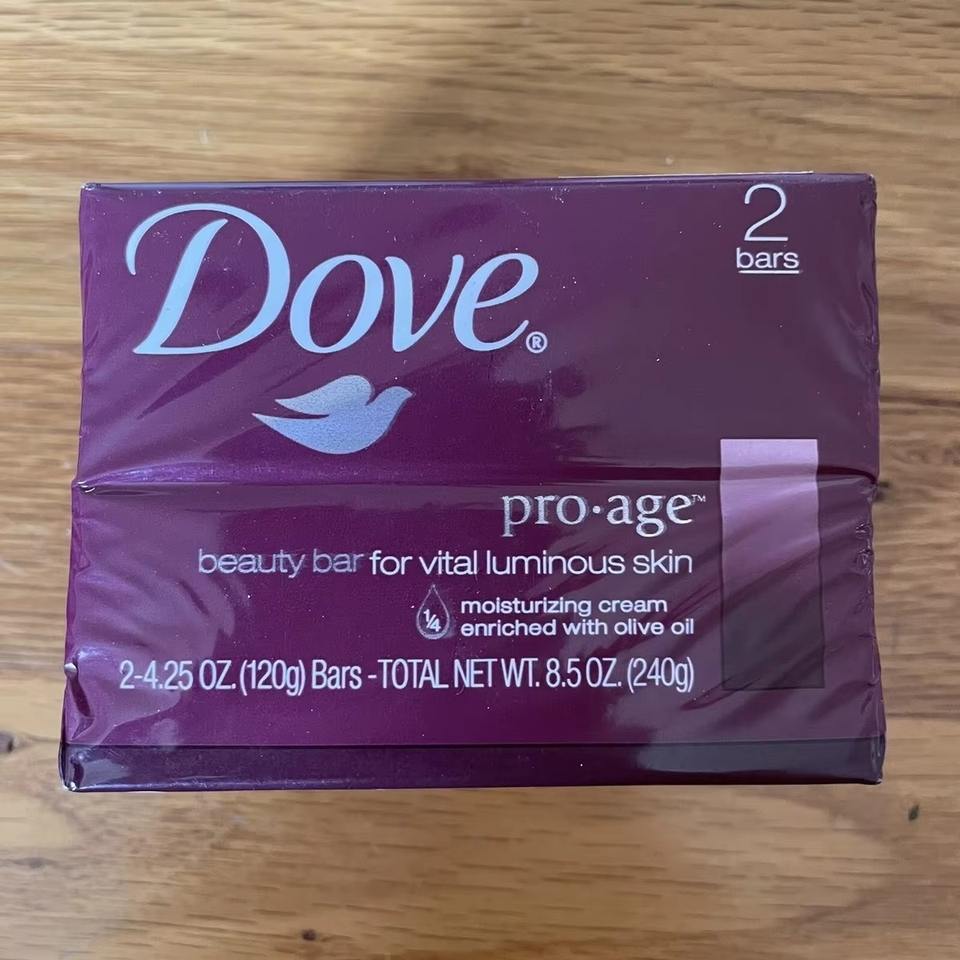 Dove®
2
bars
pro·age™
beauty bar for vital luminous skin
1/4
moisturizing cream
enriched with olive oil
2-4.25 OZ. (120g) Bars - TOTAL NET WT. 8.5 OZ. (240g)